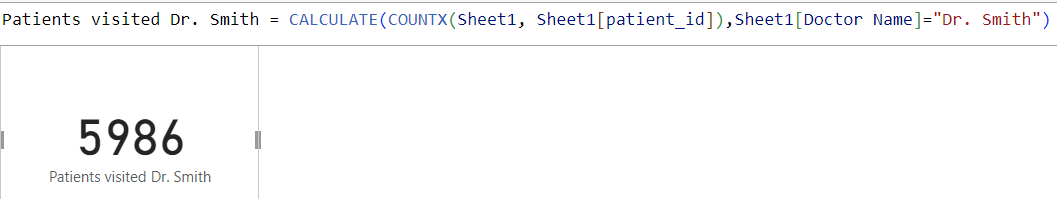 Patients visited Dr. Smith = CALCULATE(COUNTX(Sheet1, Sheet1[patient_id]),Sheet1[Doctor Name]="Dr. Smith")
5986
Patients visited Dr. Smith